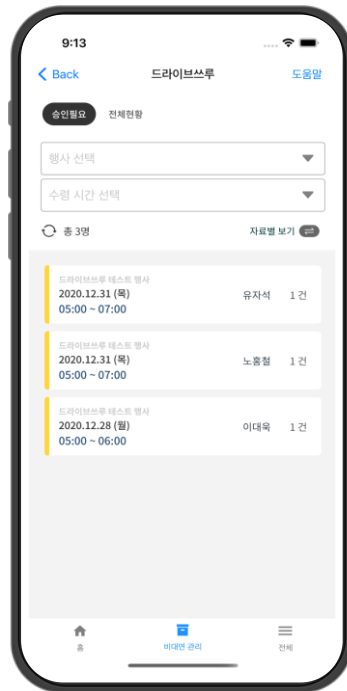 9:13
Back 드라이브쓰루 도움말
승인필요 전체현황
행사 선택
수령 시간 선택
총 3명 자료별 보기
드라이브쓰루 테스트 행사
2020.12.31 (목) 유자석 1 건
05:00 ~ 07:00
드라이브쓰루 테스트 행사
2020.12.31 (목) 노홍철 1 건
05:00 ~ 07:00
드라이브쓰루 테스트 행사
2020.12.28 (월) 이대욱 1 건
05:00 ~ 06:00
홈 비대면 관리 전체